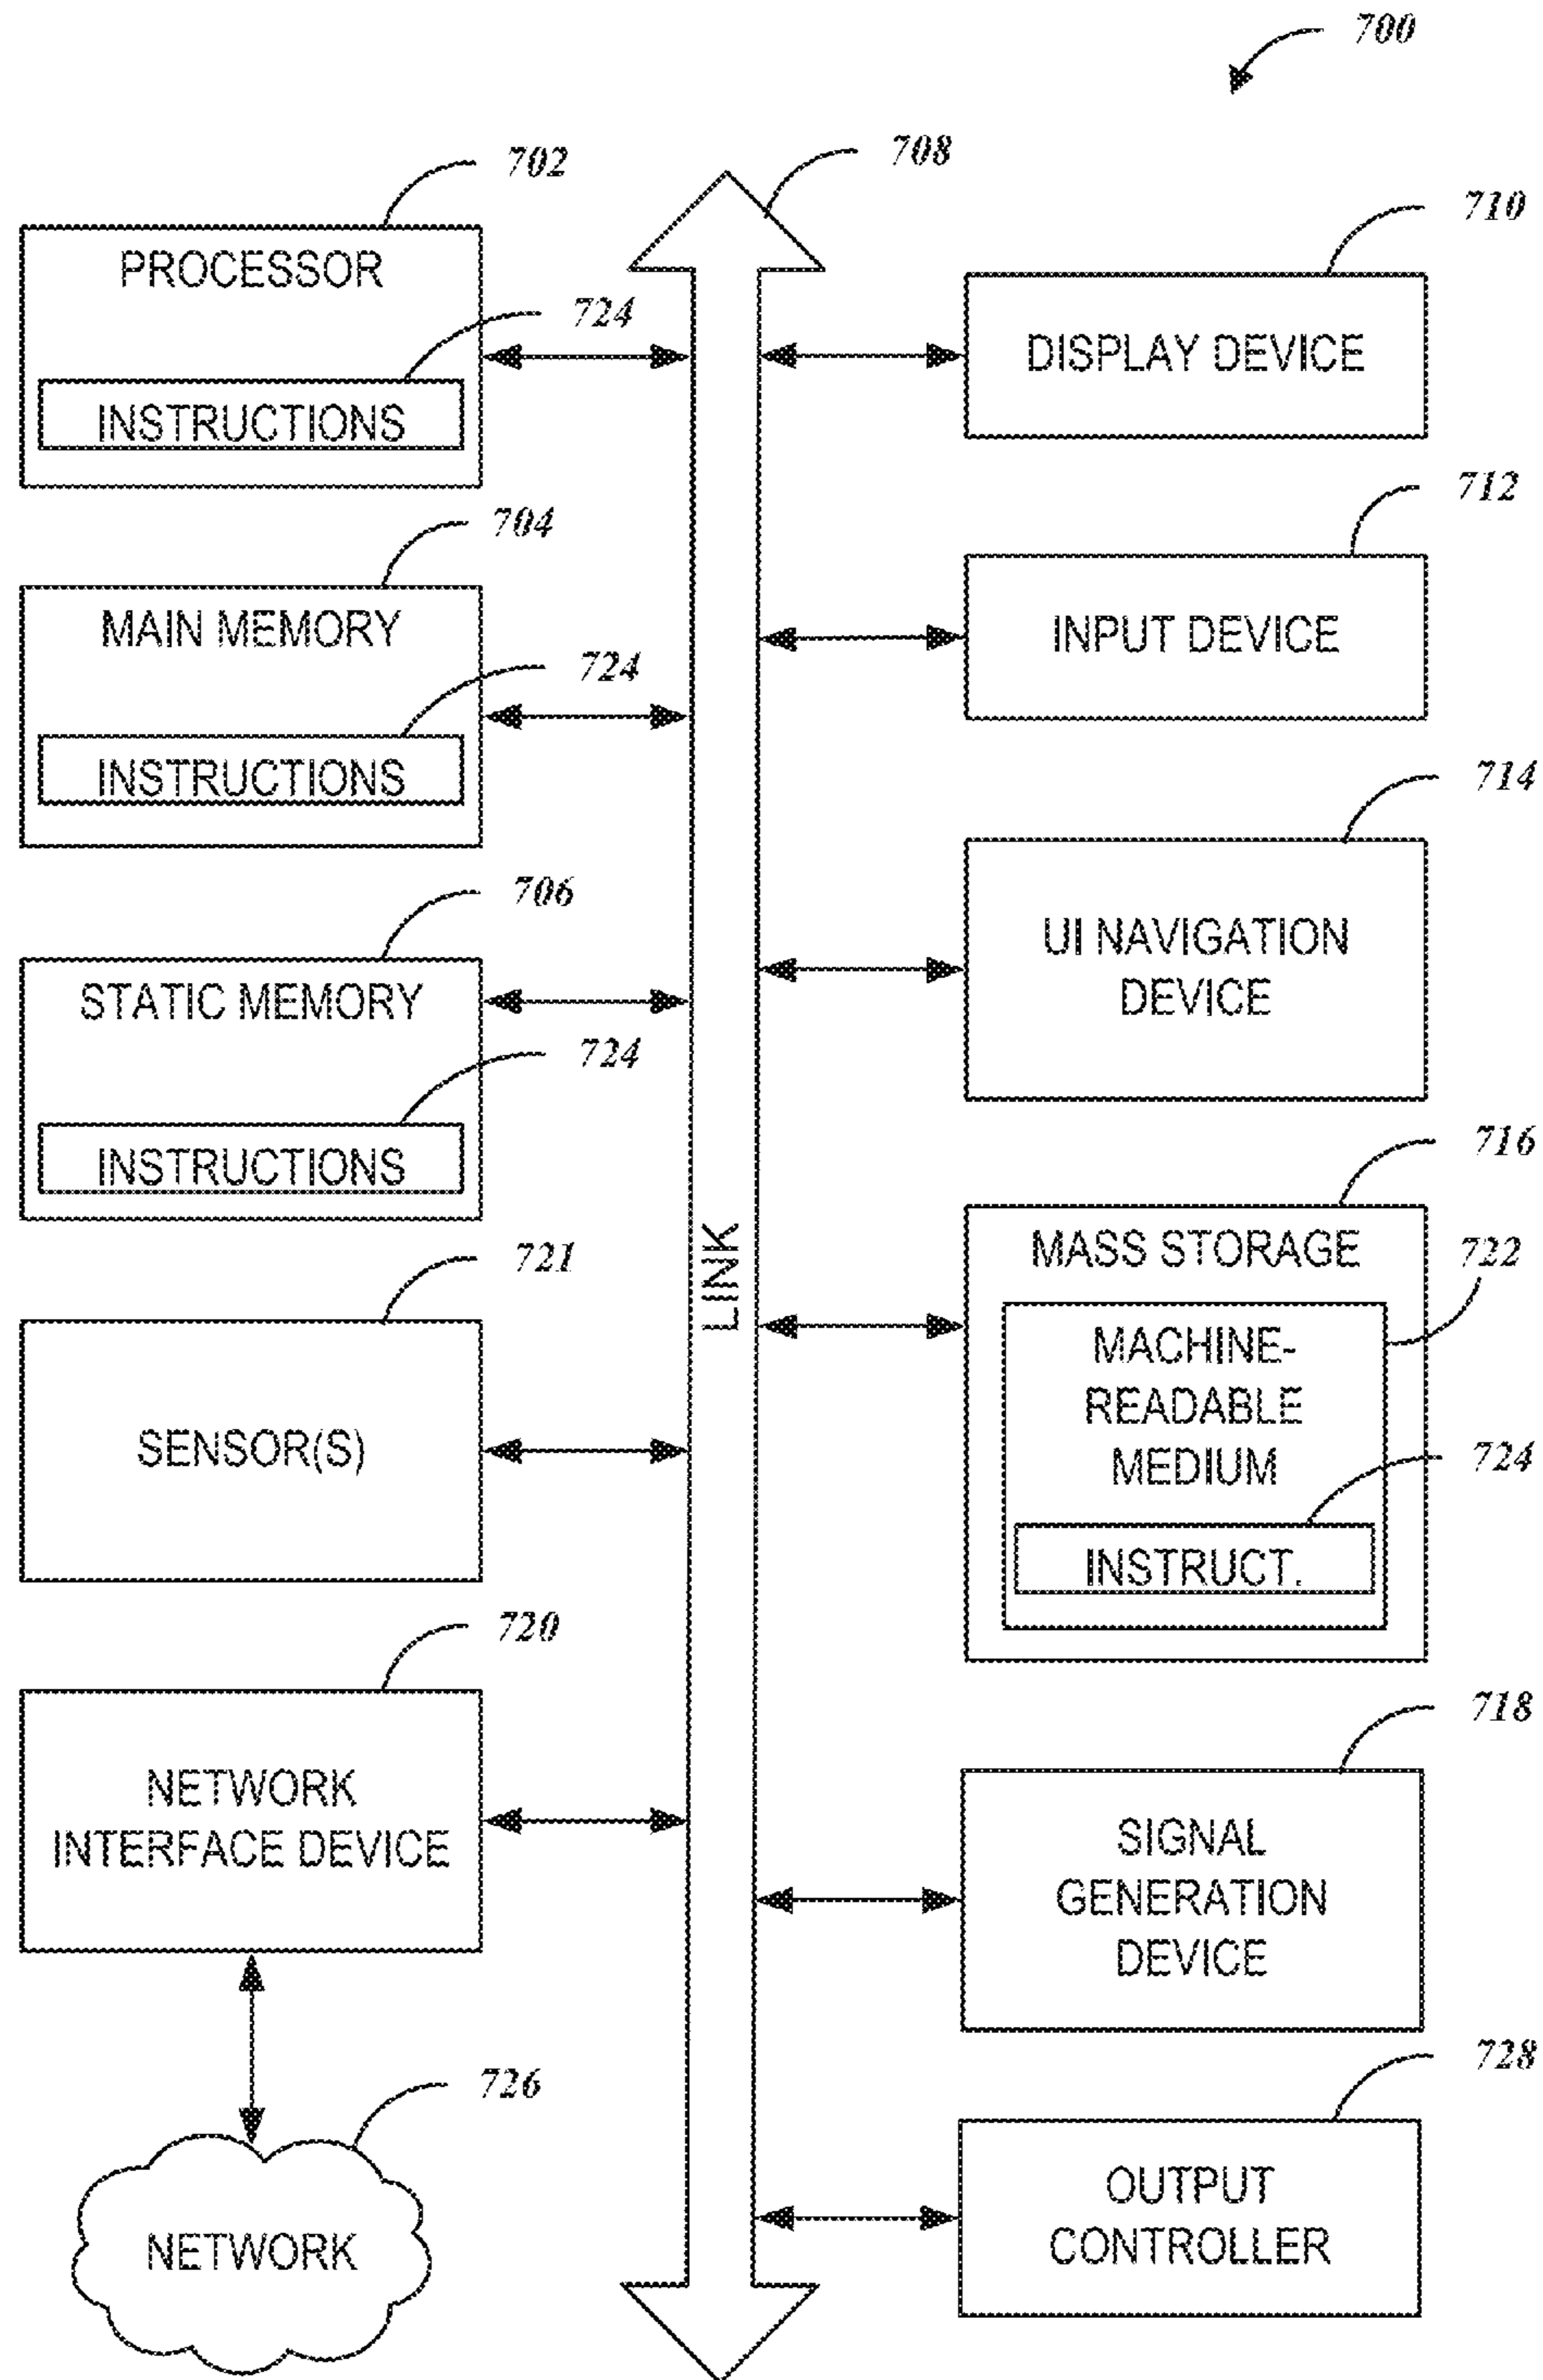 700
702
PROCESSOR
724
INSTRUCTIONS
704
MAIN MEMORY
724
INSTRUCTIONS
706
STATIC MEMORY
724
INSTRUCTIONS
721
SENSOR(S)
720
NETWORK
INTERFACE DEVICE
726
NETWORK
708
LINK
710
DISPLAY DEVICE
712
INPUT DEVICE
714
UI NAVIGATION
DEVICE
716
MASS STORAGE
722
MACHINE-
READABLE
MEDIUM
724
INSTRUCT.
718
SIGNAL
GENERATION
DEVICE
728
OUTPUT
CONTROLLER